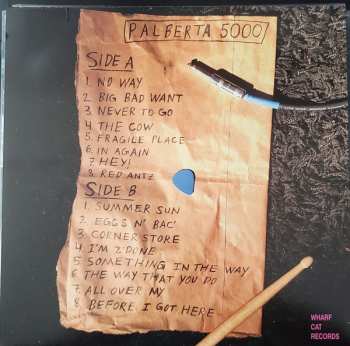 PALBERTA 5000
SIDE A
1. NO WAY
2. BIG BAD WANT
3. NEVER TO GO
4. THE COW
5. FRAGILE PLACE
6. IN AGAIN
7 HEY!
8. RED ANTZ
SIDE B
1. SUMMER SUN
2. EGGS N' BAC'
3. CORNER STORE
4. I'M Z'DONE
5 SOMETHING IN THE WAY
6 THE WAY THAT YOU DO
7 ALL OVER MY
8 BEFORE I GOT HERE
WHARF
CAT
RECORDS